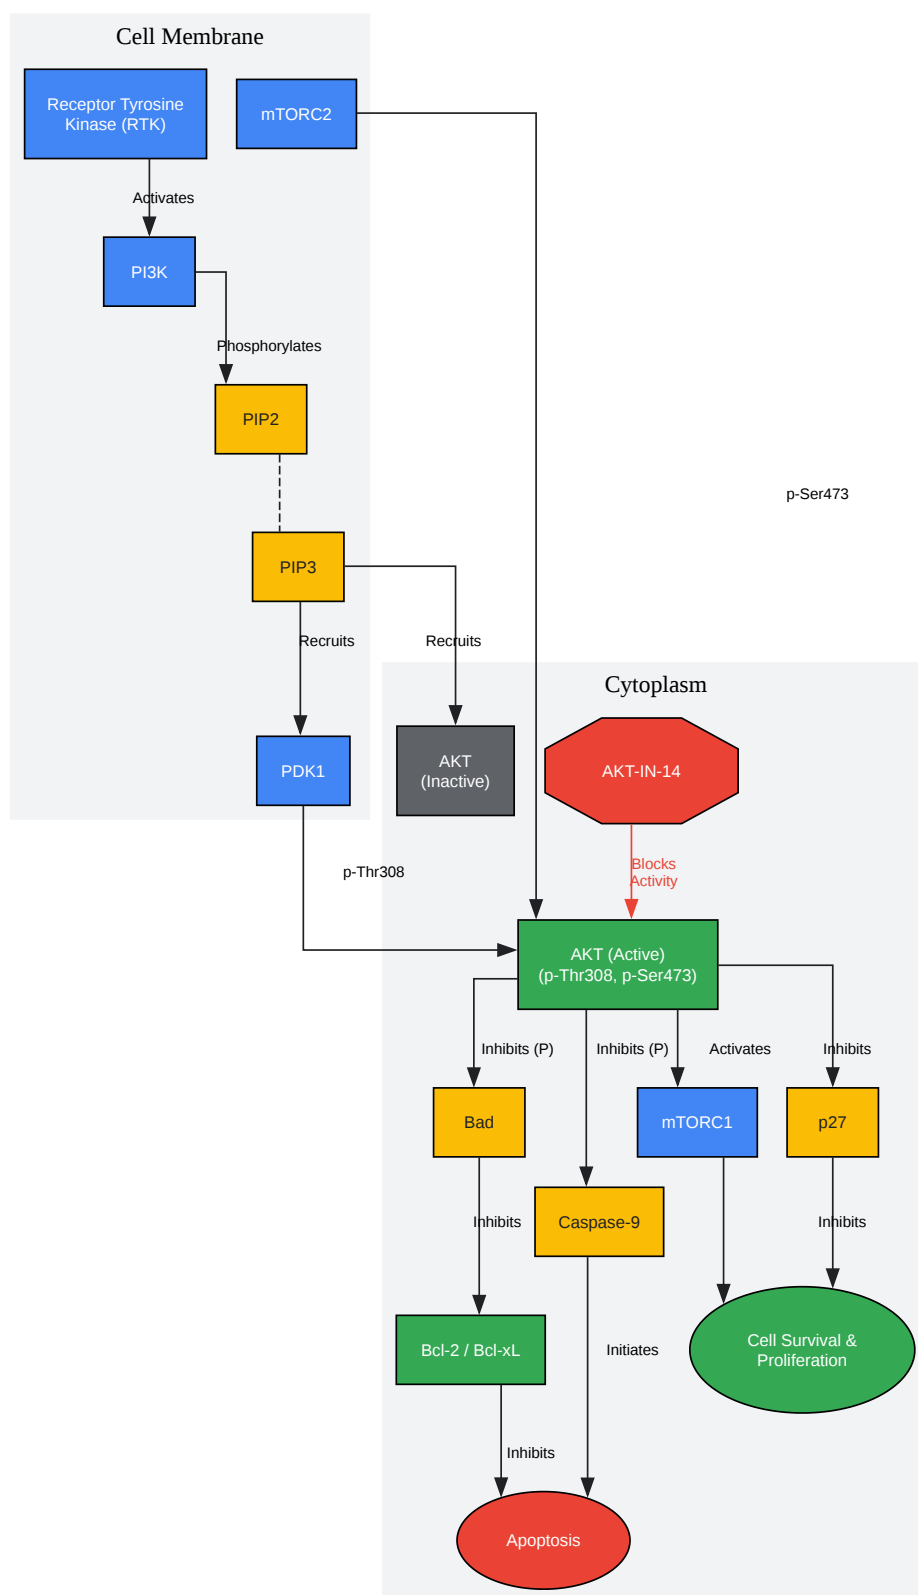 Cell Membrane
Receptor Tyrosine
Kinase (RTK)
mTORC2
Activates
PI3K
Phosphorylates
PIP2
p-Ser473
PIP3
Recruits
Recruits
Cytoplasm
PDK1
AKT
(Inactive)
AKT-IN-14
Blocks
Activity
p-Thr308
AKT (Active)
(p-Thr308, p-Ser473)
Inhibits (P)
Inhibits (P)
Activates
Inhibits
Bad
mTORC1
p27
Inhibits
Caspase-9
Inhibits
Bcl-2 / Bcl-xL
Initiates
Cell Survival &
Proliferation
Inhibits
Apoptosis